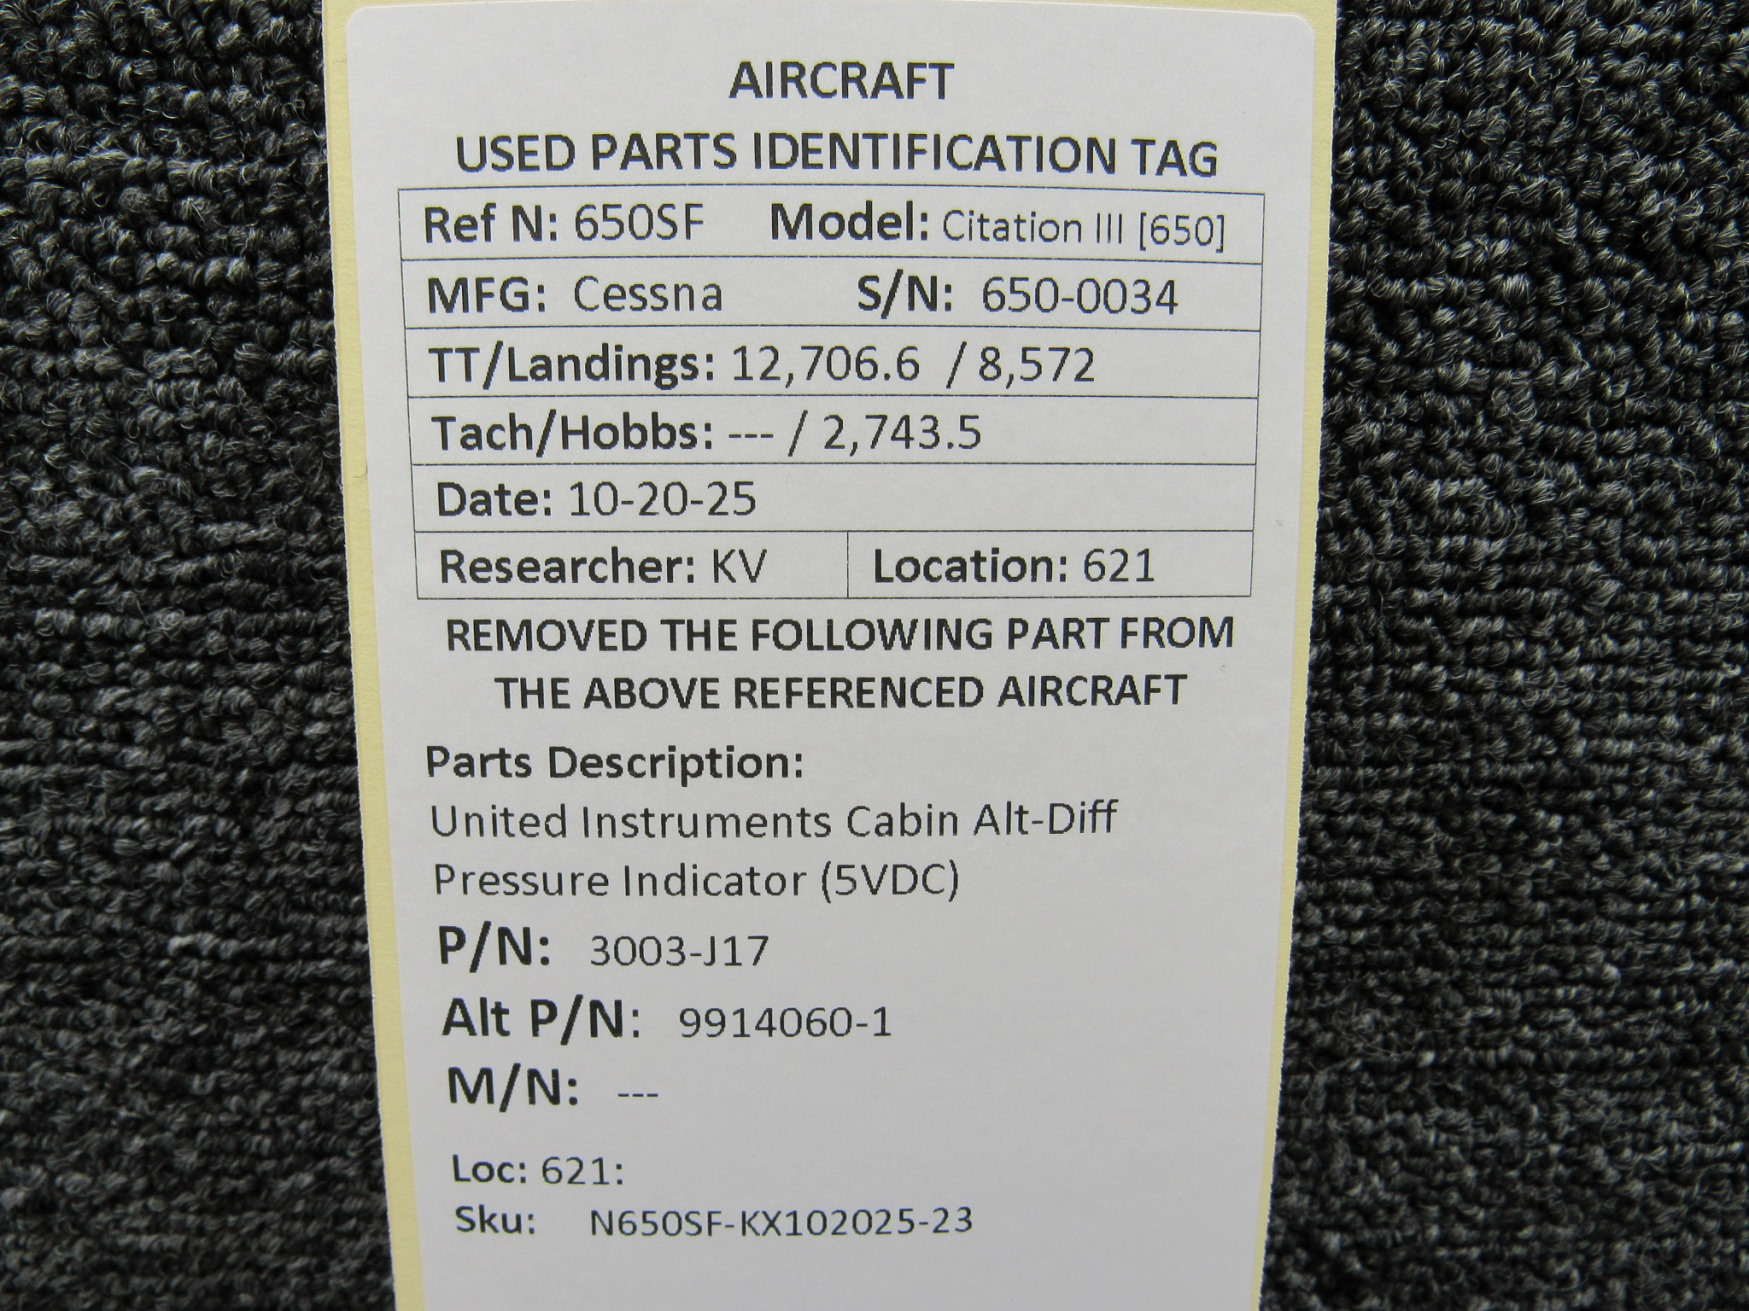 AIRCRAFT
USED PARTS IDENTIFICATION TAG
Ref N: 650SF Model: Citation III [650]
MFG: Cessna S/N: 650-0034
TT/Landings: 12,706.6 / 8,572
Tach/Hobbs: --- / 2,743.5
Date: 10-20-25
Researcher: KV Location: 621
REMOVED THE FOLLOWING PART FROM
THE ABOVE REFERENCED AIRCRAFT
Parts Description:
United Instruments Cabin Alt-Diff
Pressure Indicator (5VDC)
P/N: 3003-J17
Alt P/N: 9914060-1
M/N: ---
Loc: 621:
Sku: N650SF-KX102025-23